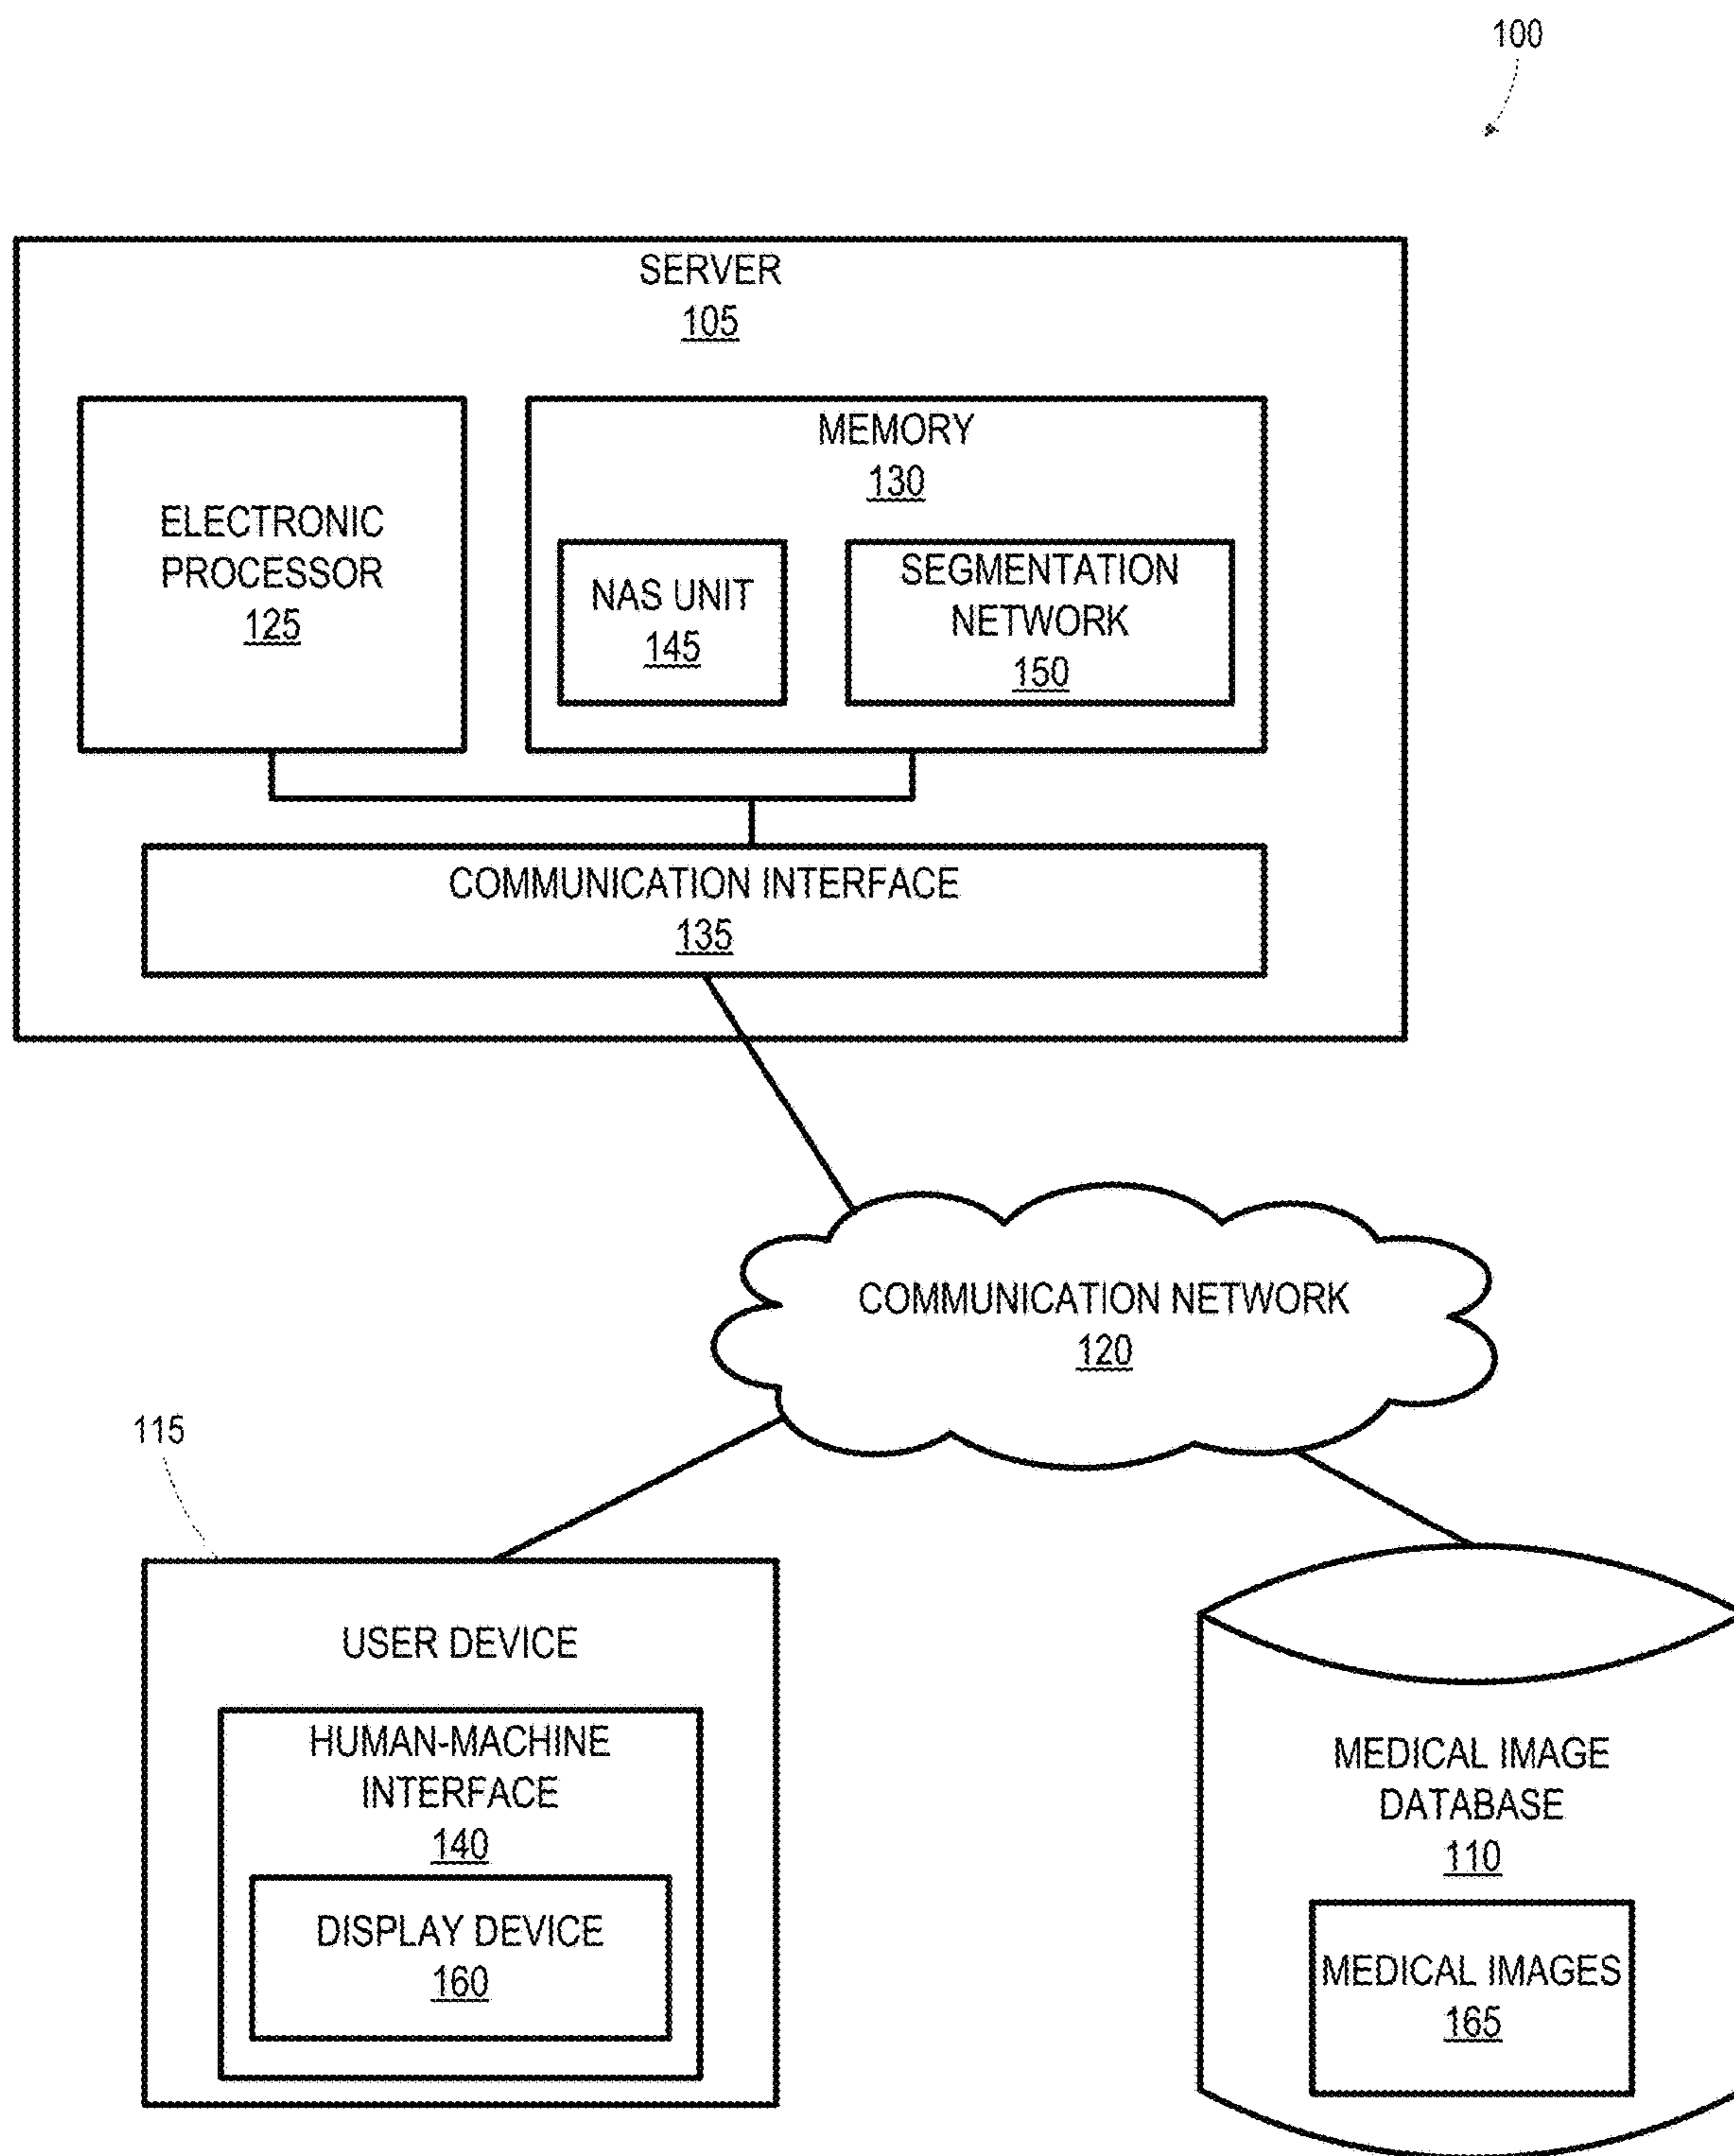 100
SERVER
105
ELECTRONIC
PROCESSOR
125
MEMORY
130
NAS UNIT
145
SEGMENTATION
NETWORK
150
COMMUNICATION INTERFACE
135
COMMUNICATION NETWORK
120
115
USER DEVICE
HUMAN-MACHINE
INTERFACE
140
DISPLAY DEVICE
160
MEDICAL IMAGE
DATABASE
110
MEDICAL IMAGES
165